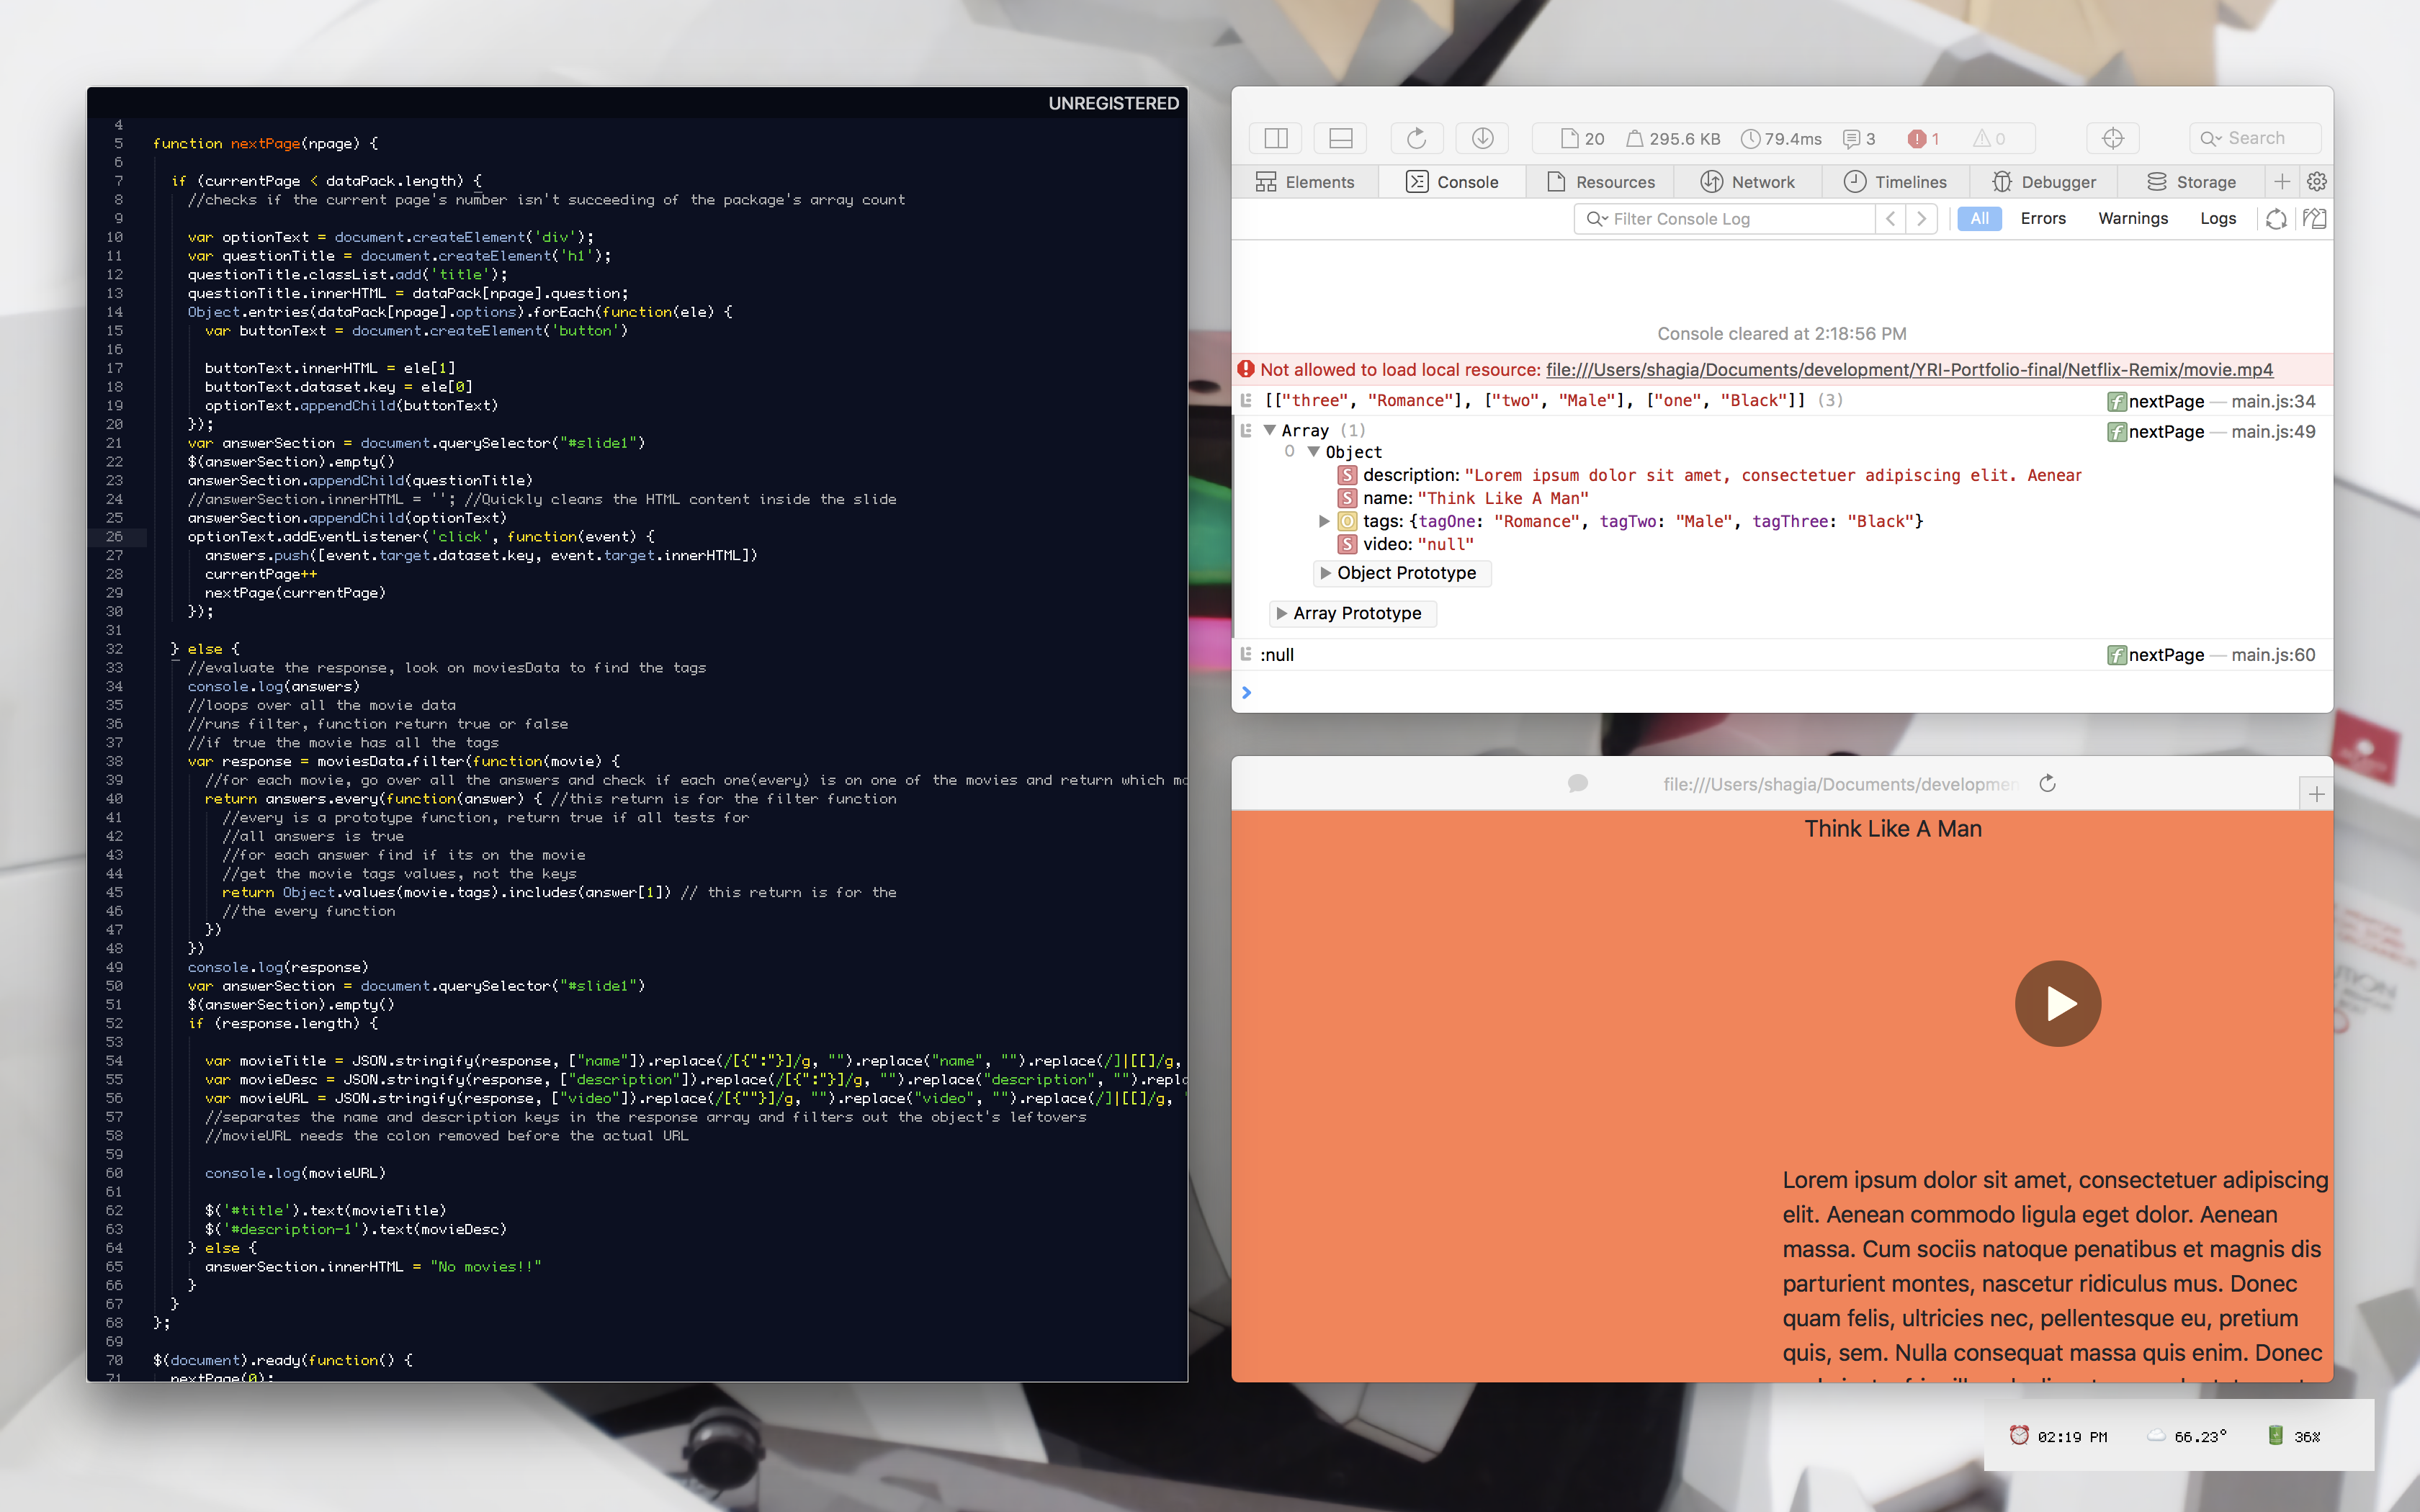 UNREGISTERED
4
5 function nextPage(npage) {
6
7 if (currentPage < dataPack.length) {
8 //checks if the current page's number isn't succeeding of the package's array count
9
10 var optionText = document.createElement('div');
11 var questionTitle = document.createElement('h1');
12 questionTitle.classList.add('title');
13 questionTitle.innerHTML = dataPack[npage].question;
14 Object.entries(dataPack[npage].options).forEach(function(ele) {
15 var buttonText = document.createElement('button')
16
17 buttonText.innerHTML = ele[1]
18 buttonText.dataset.key = ele[0]
19 optionText.appendChild(buttonText)
20 });
21 var answerSection = document.querySelector("#slide1")
22 $(answerSection).empty()
23 answerSection.appendChild(questionTitle)
24 //answerSection.innerHTML = ''; //Quickly cleans the HTML content inside the slide
25 answerSection.appendChild(optionText)
26 optionText.addEventListener('click', function(event) {
27 answers.push([event.target.dataset.key, event.target.innerHTML])
28 currentPage++
29 nextPage(currentPage)
30 });
31
32 } else {
33 //evaluate the response, look on moviesData to find the tags
34 console.log(answers)
35 //loops over all the movie data
36 //runs filter, function return true or false
37 //if true the movie has all the tags
38 var response = moviesData.filter(function(movie) {
39 //for each movie, go over all the answers and check if each one(every) is on one of the movies and return which mo
40 return answers.every(function(answer) { //this return is for the filter function
41 //every is a prototype function, return true if all tests for
42 //all answers is true
43 //for each answer find if its on the movie
44 //get the movie tags values, not the keys
45 return Object.values(movie.tags).includes(answer[1]) // this return is for the
46 //the every function
47 })
48 })
49 console.log(response)
50 var answerSection = document.querySelector("#slide1")
51 $(answerSection).empty()
52 if (response.length) {
53
54 var movieTitle = JSON.stringify(response, ["name"]).replace(/[{":"}]/g, "").replace("name", "").replace(/]|[[]/g,
55 var movieDesc = JSON.stringify(response, ["description"]).replace(/[{":"}]/g, "").replace("description", "").repl
56 var movieURL = JSON.stringify(response, ["video"]).replace(/[{""}]/g, "").replace("video", "").replace(/]|[[]/g, "
57 //separates the name and description keys in the response array and filters out the object's leftovers
58 //movieURL needs the colon removed before the actual URL
59
60 console.log(movieURL)
61
62 $('#title').text(movieTitle)
63 $('#description-1').text(movieDesc)
64 } else {
65 answerSection.innerHTML = "No movies!!"
66 }
67 }
68 };
69
70 $(document).ready(function() {
71 nextPage(0);
20 295.6 KB 79.4ms 3 1 0 Search
Elements Console Resources Network Timelines Debugger Storage
Filter Console Log All Errors Warnings Logs
Console cleared at 2:18:56 PM
Not allowed to load local resource: file:///Users/shagia/Documents/development/YRI-Portfolio-final/Netflix-Remix/movie.mp4
[["three", "Romance"], ["two", "Male"], ["one", "Black"]] (3) f nextPage — main.js:34
Array (1) f nextPage — main.js:49
0 Object
S description: "Lorem ipsum dolor sit amet, consectetuer adipiscing elit. Aenear
S name: "Think Like A Man"
O tags: {tagOne: "Romance", tagTwo: "Male", tagThree: "Black"}
S video: "null"
Object Prototype
Array Prototype
:null f nextPage — main.js:60
file:///Users/shagia/Documents/developmen
Think Like A Man
Lorem ipsum dolor sit amet, consectetuer adipiscing
elit. Aenean commodo ligula eget dolor. Aenean
massa. Cum sociis natoque penatibus et magnis dis
parturient montes, nascetur ridiculus mus. Donec
quam felis, ultricies nec, pellentesque eu, pretium
quis, sem. Nulla consequat massa quis enim. Donec
02:19 PM 66.23° 36%